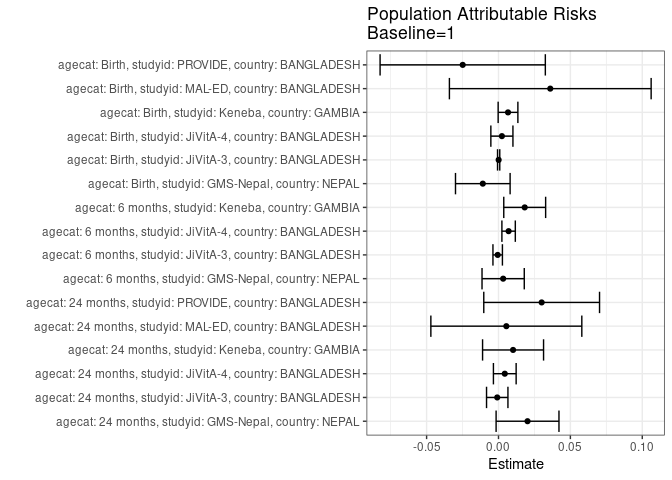 Population Attributable Risks
Baseline=1
agecat: Birth, studyid: PROVIDE, country: BANGLADESH
agecat: Birth, studyid: MAL-ED, country: BANGLADESH
agecat: Birth, studyid: Keneba, country: GAMBIA
agecat: Birth, studyid: JiVitA-4, country: BANGLADESH
agecat: Birth, studyid: JiVitA-3, country: BANGLADESH
agecat: Birth, studyid: GMS-Nepal, country: NEPAL
agecat: 6 months, studyid: Keneba, country: GAMBIA
agecat: 6 months, studyid: JiVitA-4, country: BANGLADESH
agecat: 6 months, studyid: JiVitA-3, country: BANGLADESH
agecat: 6 months, studyid: GMS-Nepal, country: NEPAL
agecat: 24 months, studyid: PROVIDE, country: BANGLADESH
agecat: 24 months, studyid: MAL-ED, country: BANGLADESH
agecat: 24 months, studyid: Keneba, country: GAMBIA
agecat: 24 months, studyid: JiVitA-4, country: BANGLADESH
agecat: 24 months, studyid: JiVitA-3, country: BANGLADESH
agecat: 24 months, studyid: GMS-Nepal, country: NEPAL
-0.05 0.00 0.05 0.10
Estimate